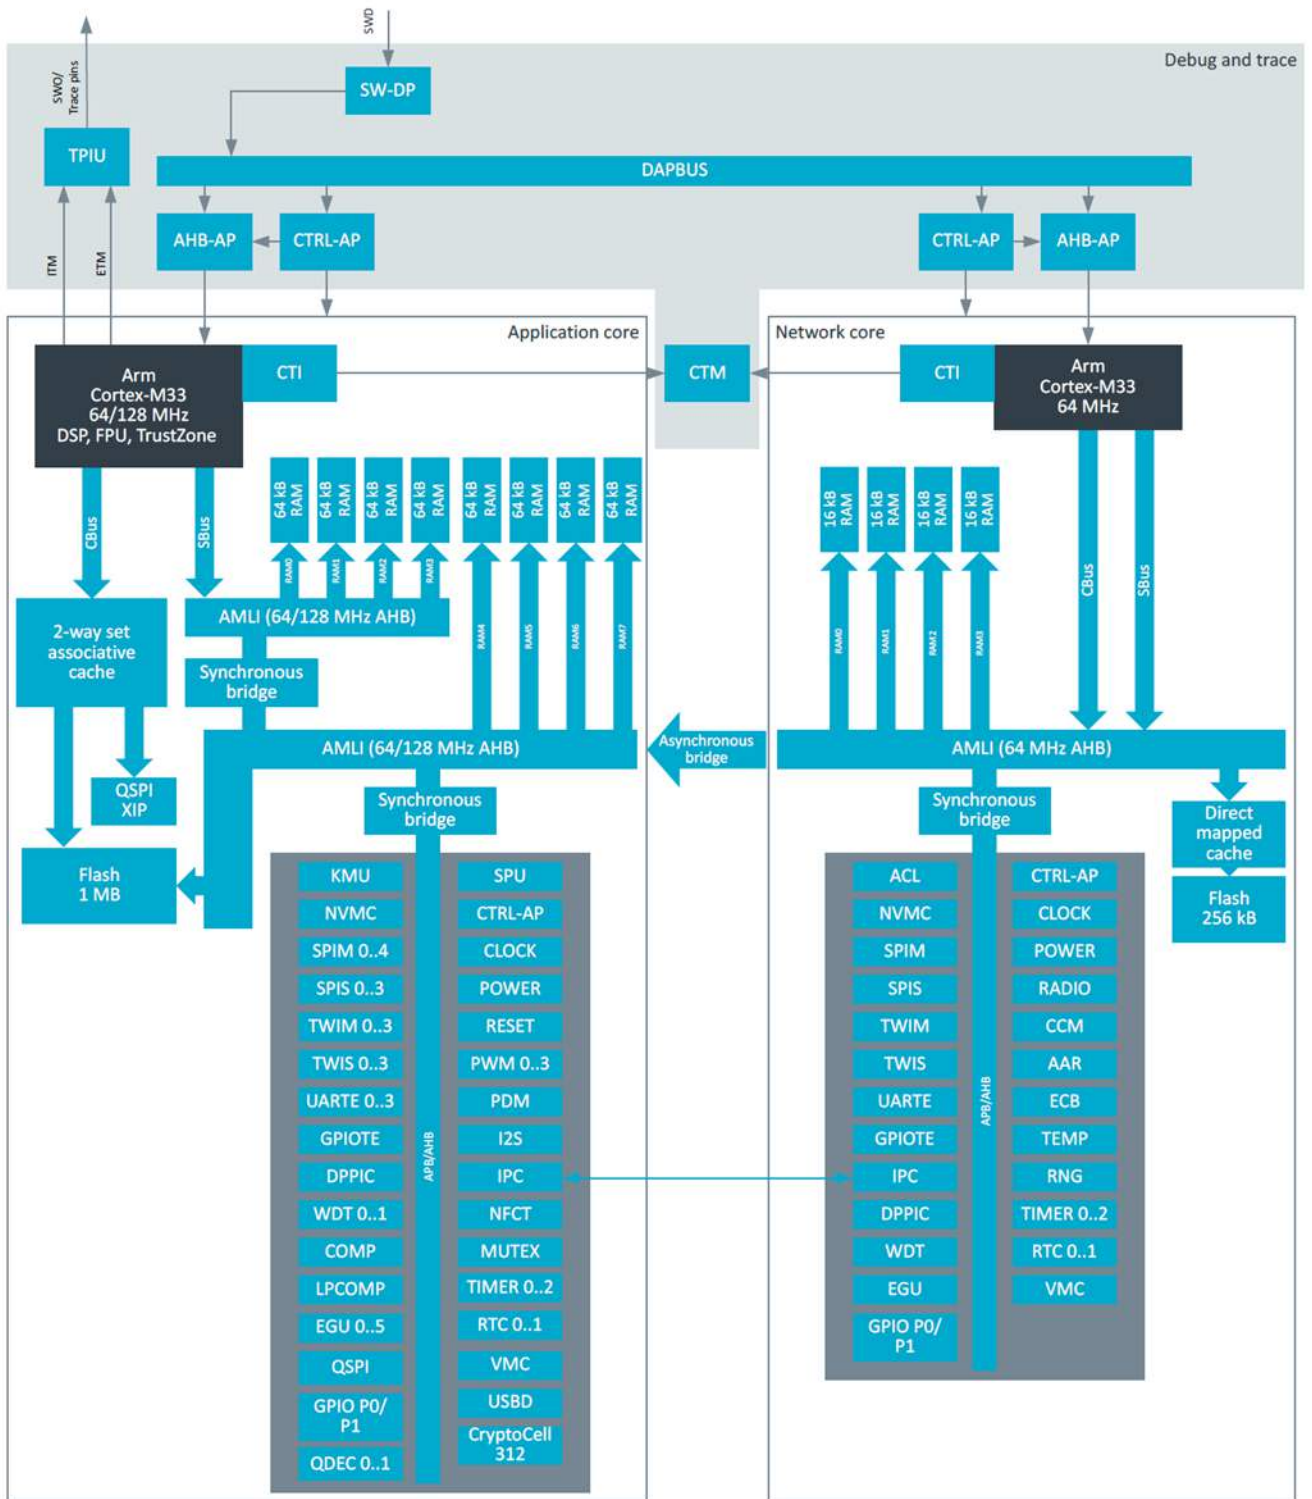 SWD
Debug and trace
SWO/
Trace pins
SW-DP
TPIU
DAPBUS
AHB-AP
CTRL-AP
CTRL-AP
AHB-AP
ITM
ETM
Application core
Network core
Arm
Cortex-M33
64/128 MHz
DSP, FPU, TrustZone
CTI
CTM
CTI
Arm
Cortex-M33
64 MHz
CBus
SBus
64 kB
RAM
64 kB
RAM
64 kB
RAM
64 kB
RAM
64 kB
RAM
64 kB
RAM
64 kB
RAM
64 kB
RAM
RAM0
RAM1
RAM2
RAM3
RAM4
RAM5
RAM6
RAM7
16 kB
RAM
16 kB
RAM
16 kB
RAM
16 kB
RAM
RAM0
RAM1
RAM2
RAM3
CBus
SBus
2-way set
associative
cache
AMLI (64/128 MHz AHB)
Synchronous
bridge
AMLI (64/128 MHz AHB)
Asynchronous
bridge
AMLI (64 MHz AHB)
QSPI
XIP
Flash
1 MB
Synchronous
bridge
Synchronous
bridge
Direct
mapped
cache
Flash
256 kB
KMU
NVMC
SPIM 0..4
SPIS 0..3
TWIM 0..3
TWIS 0..3
UARTE 0..3
GPIOTE
DPPIC
WDT 0..1
COMP
LPCOMP
EGU 0..5
QSPI
GPIO P0/
P1
QDEC 0..1
APB/AHB
SPU
CTRL-AP
CLOCK
POWER
RESET
PWM 0..3
PDM
I2S
IPC
NFCT
MUTEX
TIMER 0..2
RTC 0..1
VMC
USBD
CryptoCell
312
ACL
NVMC
SPIM
SPIS
TWIM
TWIS
UARTE
GPIOTE
IPC
DPPIC
WDT
EGU
GPIO P0/
P1
APB/AHB
CTRL-AP
CLOCK
POWER
RADIO
CCM
AAR
ECB
TEMP
RNG
TIMER 0..2
RTC 0..1
VMC